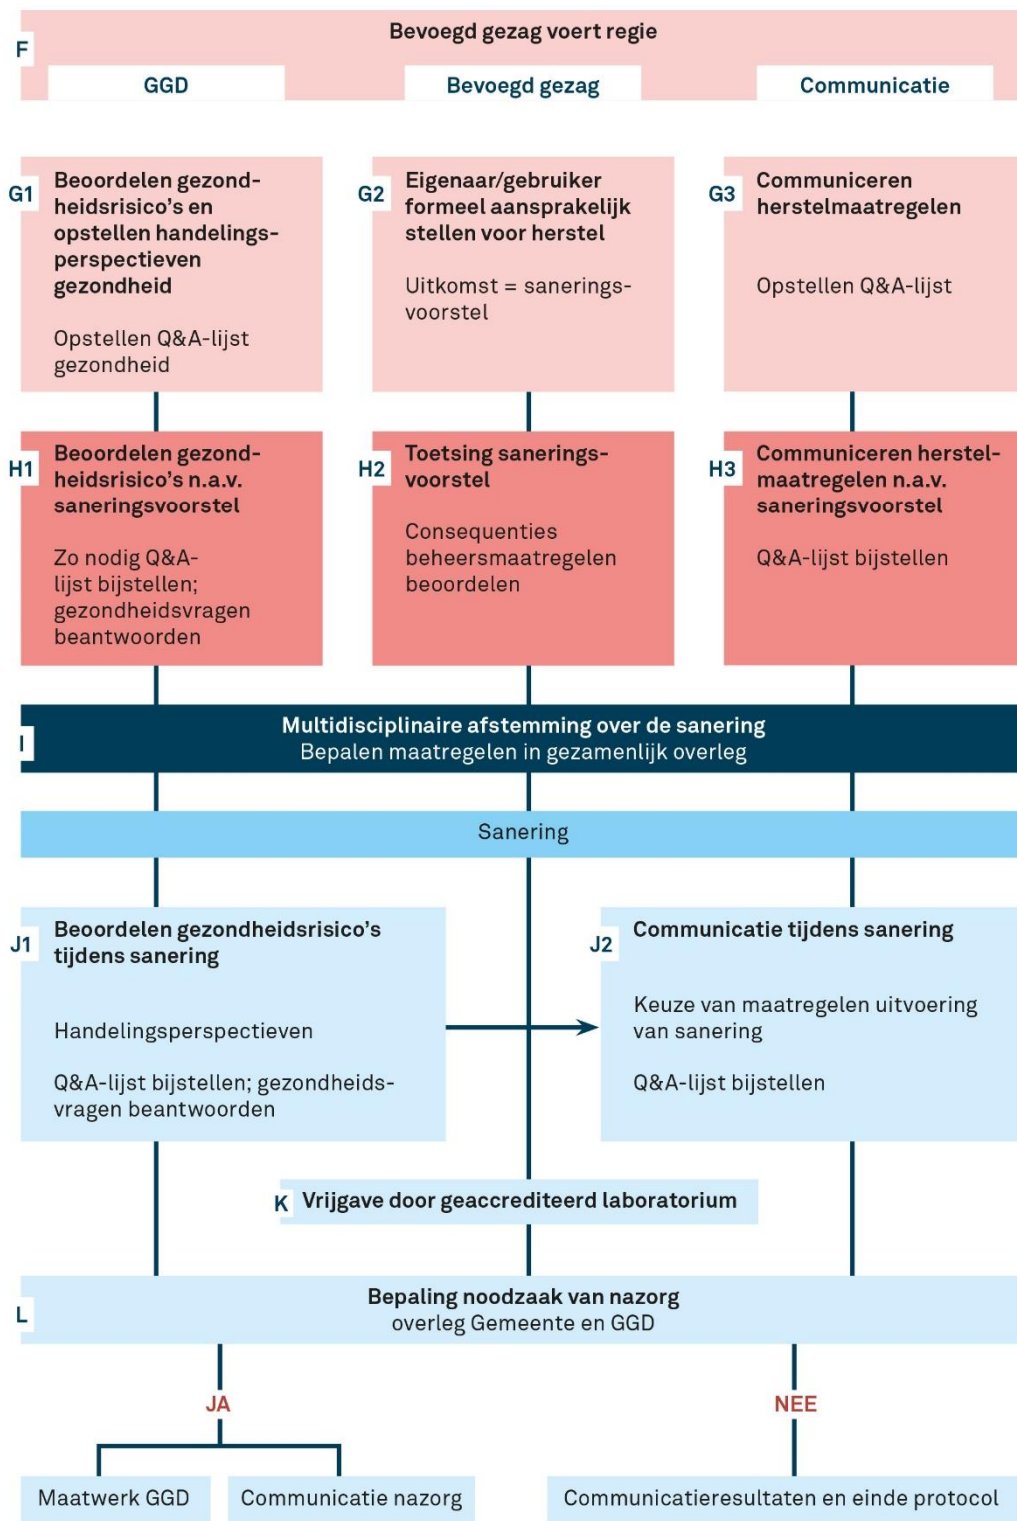 F
Bevoegd gezag voert regie
GGD
Bevoegd gezag
Communicatie
G1
Beoordelen gezond-
heidsrisico's en
opstellen handelings-
perspectieven
gezondheid
Opstellen Q&A-lijst
gezondheid
G2
Eigenaar/gebruiker
formeel aansprakelijk
stellen voor herstel
Uitkomst = sanerings-
voorstel
G3
Communiceren
herstelmaatregelen
Opstellen Q&A-lijst
H1
Beoordelen gezond-
heidsrisico's n.a.v.
saneringsvoorstel
Zo nodig Q&A-
lijst bijstellen;
gezondheidsvragen
beantwoorden
H2
Toetsing sanerings-
voorstel
Consequenties
beheersmaatregelen
beoordelen
H3
Communiceren herstel-
maatregelen n.a.v.
saneringsvoorstel
Q&A-lijst bijstellen
I
Multidisciplinaire afstemming over de sanering
Bepalen maatregelen in gezamenlijk overleg
Sanering
J1
Beoordelen gezondheidsrisico's
tijdens sanering
Handelingsperspectieven
Q&A-lijst bijstellen; gezondheids-
vragen beantwoorden
J2
Communicatie tijdens sanering
Keuze van maatregelen uitvoering
van sanering
Q&A-lijst bijstellen
K
Vrijgave door geaccrediteerd laboratorium
L
Bepaling noodzaak van nazorg
overleg Gemeente en GGD
JA
NEE
Maatwerk GGD
Communicatie nazorg
Communicatieresultaten en einde protocol